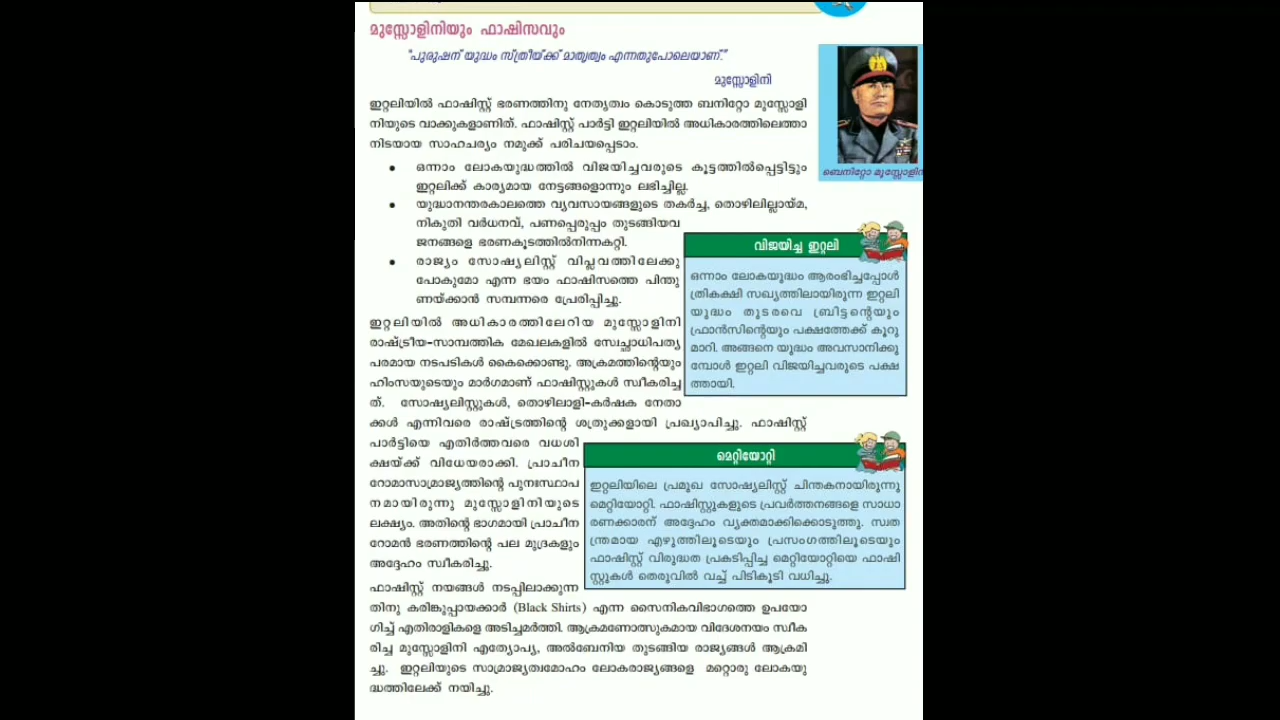 മുസ്സോളിനിയും ഫാഷിസവും
"പുരുഷന് യുദ്ധം സ്ത്രീയ്ക്ക് മാതൃത്വം എന്നതുപോലെയാണ്."
മുസ്സോളിനി
ഇറ്റലിയിൽ ഫാഷിസ്റ്റ് ഭരണത്തിനു നേതൃത്വം കൊടുത്ത ബനിറ്റോ മുസ്സോളി
നിയുടെ വാക്കുകളാണിത്. ഫാഷിസ്റ്റ് പാർട്ടി ഇറ്റലിയിൽ അധികാരത്തിലെത്താ
നിടയായ സാഹചര്യം നമുക്ക് പരിചയപ്പെടാം.
• ഒന്നാം ലോകയുദ്ധത്തിൽ വിജയിച്ചവരുടെ കൂട്ടത്തിൽപ്പെട്ടിട്ടും
ഇറ്റലിക്ക് കാര്യമായ നേട്ടങ്ങളൊന്നും ലഭിച്ചില്ല.
• യുദ്ധാനന്തരകാലത്തെ വ്യവസായങ്ങളുടെ തകർച്ച, തൊഴിലില്ലായ്മ,
നികുതി വർധനവ്, പണപ്പെരുപ്പം തുടങ്ങിയവ
ജനങ്ങളെ ഭരണകൂടത്തിൽനിന്നകറ്റി.
• രാജ്യം സോഷ്യലിസ്റ്റ് വിപ്ലവത്തിലേക്കു
പോകുമോ എന്ന ഭയം ഫാഷിസത്തെ പിന്തു
ണയ്ക്കാൻ സമ്പന്നരെ പ്രേരിപ്പിച്ചു.
ഇറ്റലിയിൽ അധികാരത്തിലേറിയ മുസ്സോളിനി
രാഷ്ട്രീയ-സാമ്പത്തിക മേഖലകളിൽ സ്വേച്ഛാധിപത്യ
പരമായ നടപടികൾ കൈക്കൊണ്ടു. അക്രമത്തിന്റെയും
ഹിംസയുടെയും മാർഗമാണ് ഫാഷിസ്റ്റുകൾ സ്വീകരിച്ച
ത്. സോഷ്യലിസ്റ്റുകൾ, തൊഴിലാളി-കർഷക നേതാ
ക്കൾ എന്നിവരെ രാഷ്ട്രത്തിന്റെ ശത്രുക്കളായി പ്രഖ്യാപിച്ചു. ഫാഷിസ്റ്റ്
പാർട്ടിയെ എതിർത്തവരെ വധശി
ക്ഷയ്ക്ക് വിധേയരാക്കി. പ്രാചീന
റോമാസാമ്രാജ്യത്തിന്റെ പുനഃസ്ഥാപ
നമായിരുന്നു മുസ്സോളിനിയുടെ
ലക്ഷ്യം. അതിന്റെ ഭാഗമായി പ്രാചീന
റോമൻ ഭരണത്തിന്റെ പല മുദ്രകളും
അദ്ദേഹം സ്വീകരിച്ചു.
ഫാഷിസ്റ്റ് നയങ്ങൾ നടപ്പിലാക്കുന്ന
തിനു കരിങ്കുപ്പായക്കാർ (Black Shirts) എന്ന സൈനികവിഭാഗത്തെ ഉപയോ
ഗിച്ച് എതിരാളികളെ അടിച്ചമർത്തി. ആക്രമണോത്സുകമായ വിദേശനയം സ്വീക
രിച്ച മുസ്സോളിനി എത്യോപ്യ, അൽബേനിയ തുടങ്ങിയ രാജ്യങ്ങൾ ആക്രമി
ച്ചു. ഇറ്റലിയുടെ സാമ്രാജ്യത്വമോഹം ലോകരാജ്യങ്ങളെ മറ്റൊരു ലോകയു
ദ്ധത്തിലേക്ക് നയിച്ചു.
ബെനിറ്റോ
വിജയിച്ച ഇറ്റലി
ഒന്നാം ലോകയുദ്ധം ആരംഭിച്ചപ്പോൾ
ത്രികക്ഷി സഖ്യത്തിലായിരുന്ന ഇറ്റലി
യുദ്ധം തുടരവെ ബ്രിട്ടന്റെയും
ഫ്രാൻസിന്റെയും പക്ഷത്തേക്ക് കൂറു
മാറി. അങ്ങനെ യുദ്ധം അവസാനിക്കു
മ്പോൾ ഇറ്റലി വിജയിച്ചവരുടെ പക്ഷ
ത്തായി.
മെറ്റിയോറ്റി
ഇറ്റലിയിലെ പ്രമുഖ സോഷ്യലിസ്റ്റ് ചിന്തകനായിരുന്നു
മെറ്റിയോറ്റി. ഫാഷിസ്റ്റുകളുടെ പ്രവർത്തനങ്ങളെ സാധാ
രണക്കാരന് അദ്ദേഹം വ്യക്തമാക്കിക്കൊടുത്തു. സ്വത
ന്ത്രമായ എഴുത്തിലൂടെയും പ്രസംഗത്തിലൂടെയും
ഫാഷിസ്റ്റ് വിരുദ്ധത പ്രകടിപ്പിച്ച മെറ്റിയോറ്റിയെ ഫാഷി
സ്റ്റുകൾ തെരുവിൽ വച്ച് പിടികൂടി വധിച്ചു.